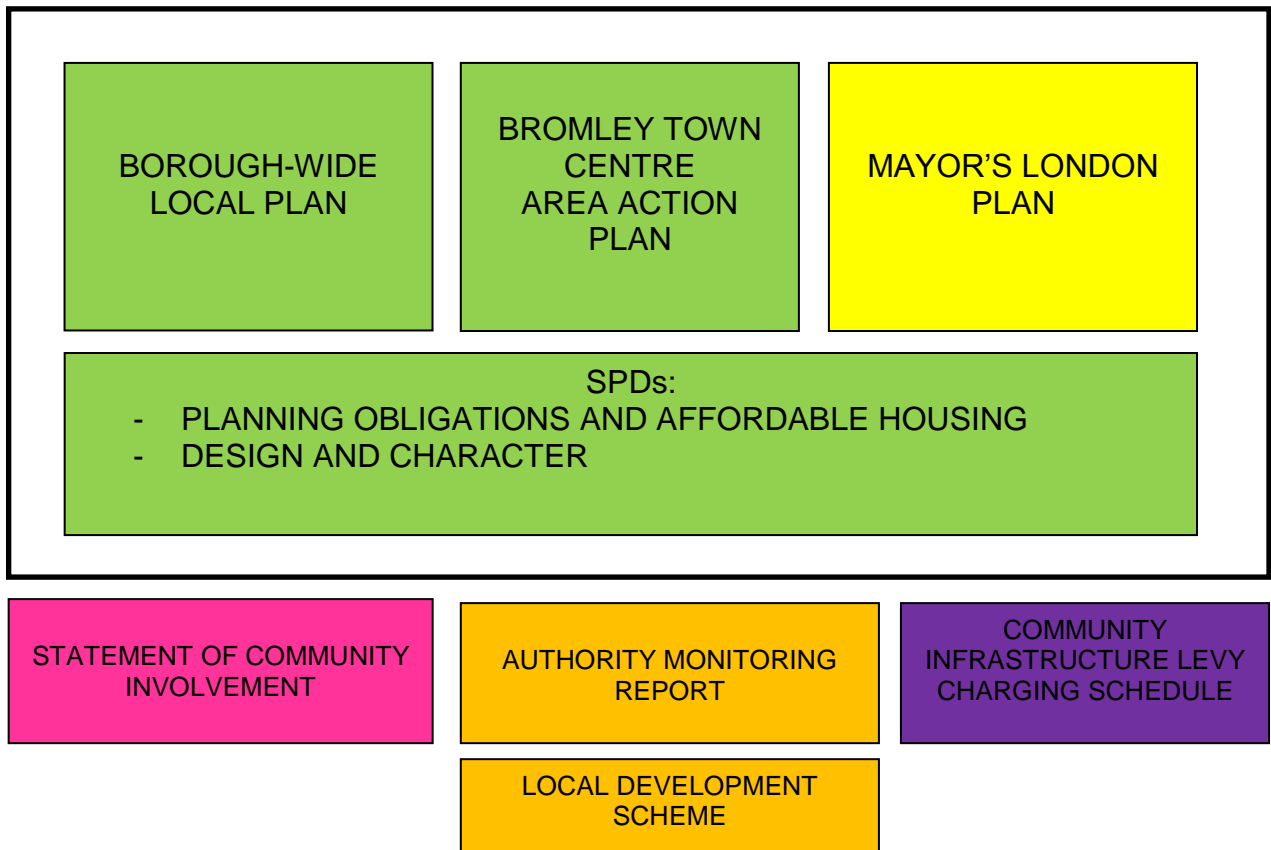 BOROUGH-WIDE
LOCAL PLAN
BROMLEY TOWN
CENTRE
AREA ACTION
PLAN
MAYOR’S LONDON
PLAN
SPDs:
- PLANNING OBLIGATIONS AND AFFORDABLE HOUSING
- DESIGN AND CHARACTER
STATEMENT OF COMMUNITY
INVOLVEMENT
AUTHORITY MONITORING
REPORT
COMMUNITY
INFRASTRUCTURE LEVY
CHARGING SCHEDULE
LOCAL DEVELOPMENT
SCHEME